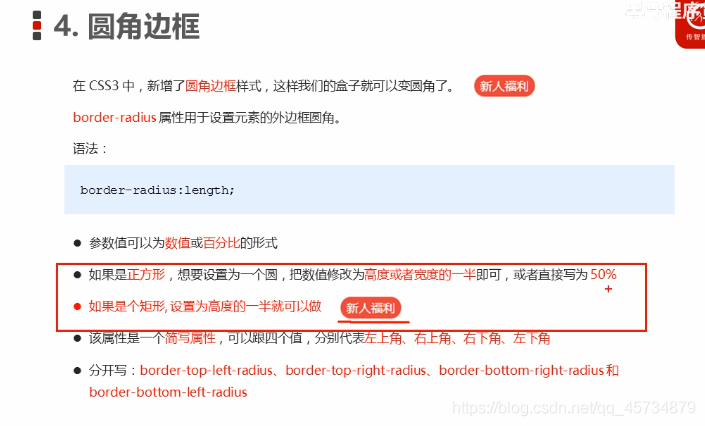 4. 圆角边框
程序
传智播
在 CSS3 中，新增了圆角边框样式，这样我们的盒子就可以变圆角了。 新人福利
border-radius 属性用于设置元素的外边框圆角。
语法：
border-radius:length;
● 参数值可以为数值或百分比的形式
● 如果是正方形，想要设置为一个圆，把数值修改为高度或者宽度的一半即可，或者直接写为 50%
● 如果是个矩形, 设置为高度的一半就可以做 新人福利
● 该属性是一个简写属性，可以跟四个值，分别代表左上角、右上角、右下角、左下角
● 分开写：border-top-left-radius、border-top-right-radius、border-bottom-right-radius 和
border-bottom-left-radius
https://blog.csdn.net/qq_45734879